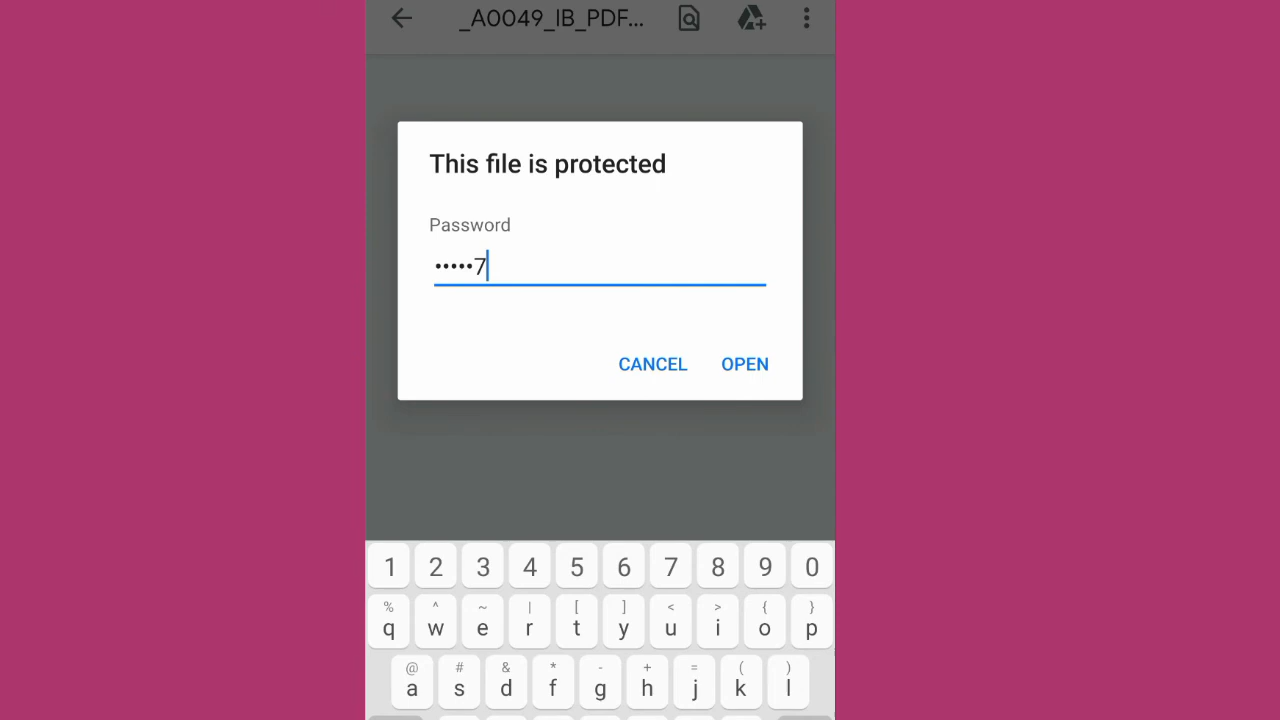 _A0049_IB_PDF...
This file is protected
Password
•••••7
CANCEL OPEN
1 2 3 4 5 6 7 8 9 0
% ^ ~ | [ ] < > { }
q w e r t y u i o p
@ # & * - + = ( )
a s d f g h j k l